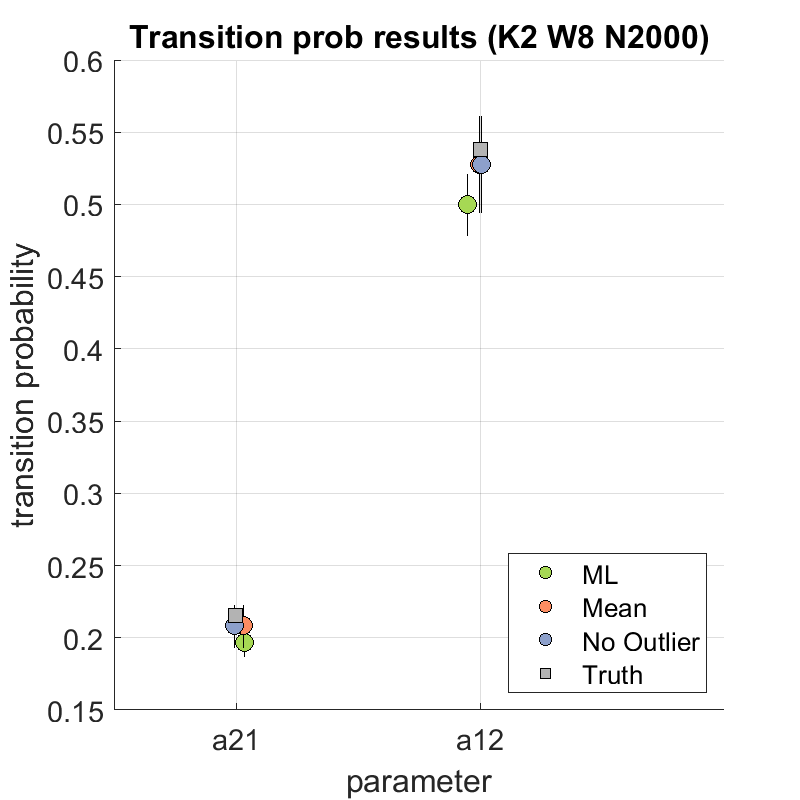 Transition prob results (K2 W8 N2000)
0.6
0.55
0.5
0.45
0.4
0.35
0.3
0.25
0.2
0.15
transition probability
a21
a12
parameter
ML
Mean
No Outlier
Truth